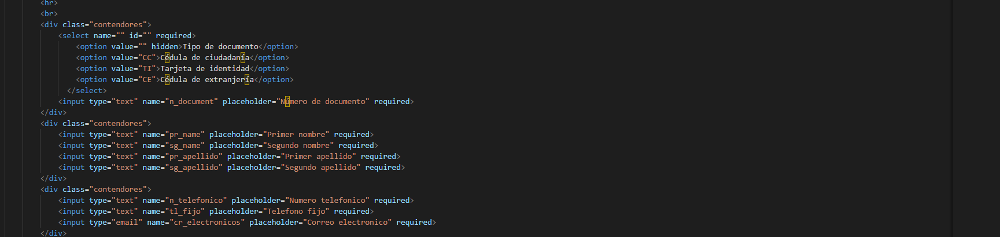 <hr>
<br>
<div class="contendores">
<select name="" id="" required>
<option value="" hidden>Tipo de documento</option>
<option value="CC">Cédula de ciudadanía</option>
<option value="TI">Tarjeta de identidad</option>
<option value="CE">Cédula de extranjería</option>
</select>
<input type="text" name="n_document" placeholder="Número de documento" required>
</div>
<div class="contendores">
<input type="text" name="pr_name" placeholder="Primer nombre" required>
<input type="text" name="sg_name" placeholder="Segundo nombre" required>
<input type="text" name="pr_apellido" placeholder="Primer apellido" required>
<input type="text" name="sg_apellido" placeholder="Segundo apellido" required>
</div>
<div class="contendores">
<input type="text" name="n_telefonico" placeholder="Numero telefonico" required>
<input type="text" name="tl_fijo" placeholder="Telefono fijo" required>
<input type="email" name="cr_electronicos" placeholder="Correo electronico" required>
</div>